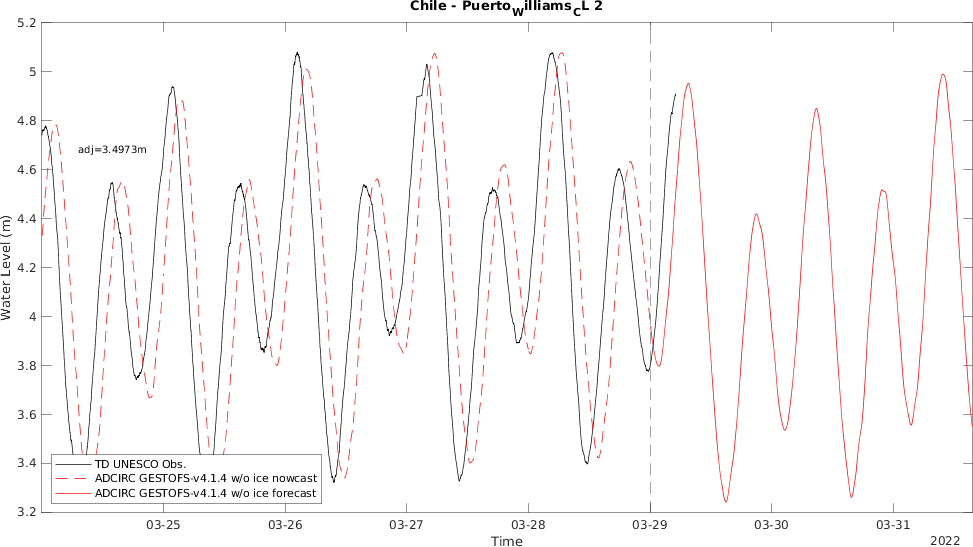 Chile - PuertoWilliamsCL 2
5.2
5
4.8
4.6
4.4
4.2
4
3.8
3.6
3.4
3.2
Water Level (m)
adj=3.4973m
TD UNESCO Obs.
ADCIRC GESTOFS-v4.1.4 w/o ice nowcast
ADCIRC GESTOFS-v4.1.4 w/o ice forecast
03-25 03-26 03-27 03-28 03-29 03-30 03-31
Time
2022